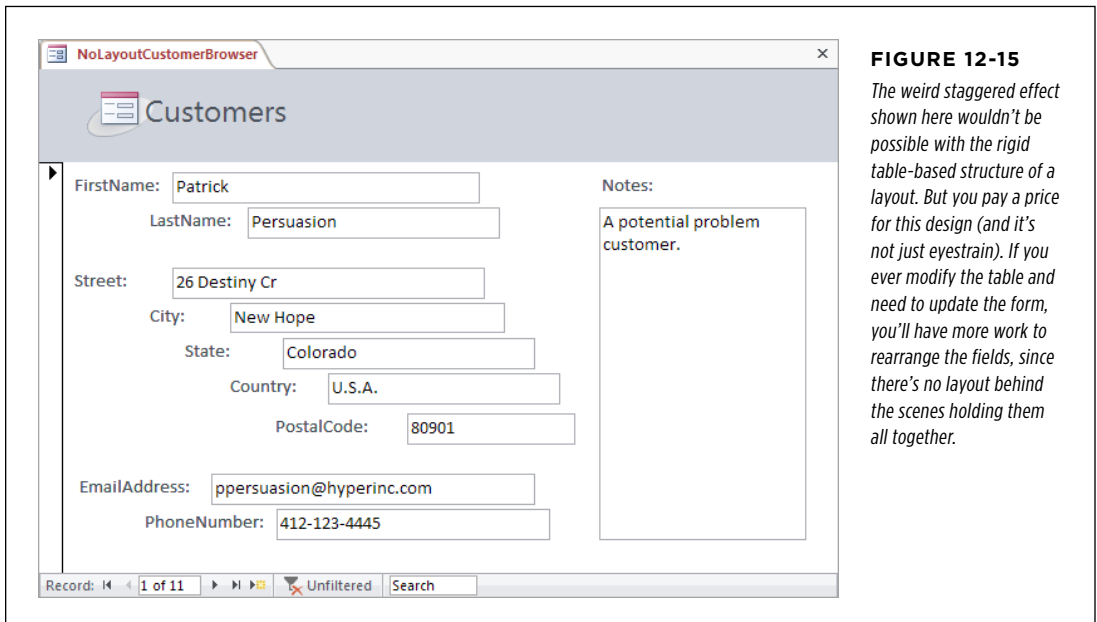 NoLayoutCustomerBrowser
Customers
FirstName: Patrick
LastName: Persuasion
Street: 26 Destiny Cr
City: New Hope
State: Colorado
Country: U.S.A.
PostalCode: 80901
EmailAddress: ppersuasion@hyperinc.com
PhoneNumber: 412-123-4445
Notes:
A potential problem
customer.
Record: 1 of 11 Unfiltered Search
FIGURE 12-15
The weird staggered effect
shown here wouldn't be
possible with the rigid
table-based structure of a
layout. But you pay a price
for this design (and it's
not just eyestrain). If you
ever modify the table and
need to update the form,
you'll have more work to
rearrange the fields, since
there's no layout behind
the scenes holding them
all together.